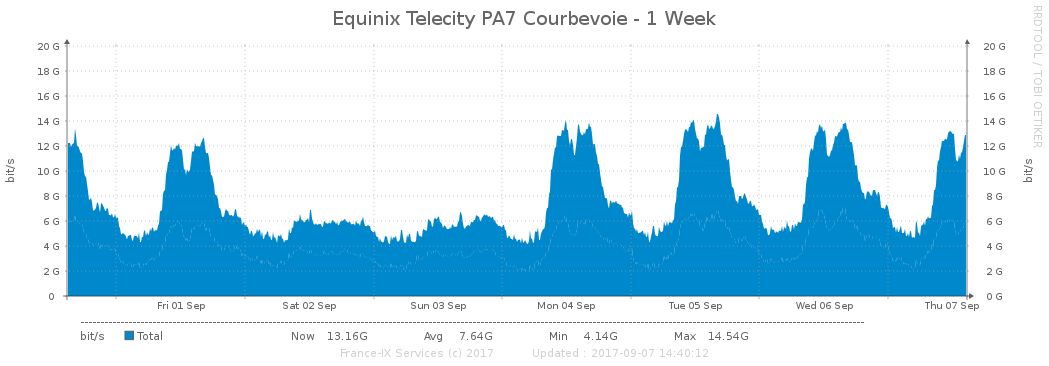 Equinix Telecity PA7 Courbevoie - 1 Week
RRDTOOL / TOBI OETIKER
20 G 20 G
18 G 18 G
16 G 16 G
14 G 14 G
12 G 12 G
10 G 10 G
8 G 8 G
6 G 6 G
4 G 4 G
2 G 2 G
0 0 G
bit/s bit/s
Fri 01 Sep Sat 02 Sep Sun 03 Sep Mon 04 Sep Tue 05 Sep Wed 06 Sep Thu 07 Sep
bit/s Total Now 13.16G Avg 7.64G Min 4.14G Max 14.54G
France-IX Services (c) 2017 Updated : 2017-09-07 14:40:12